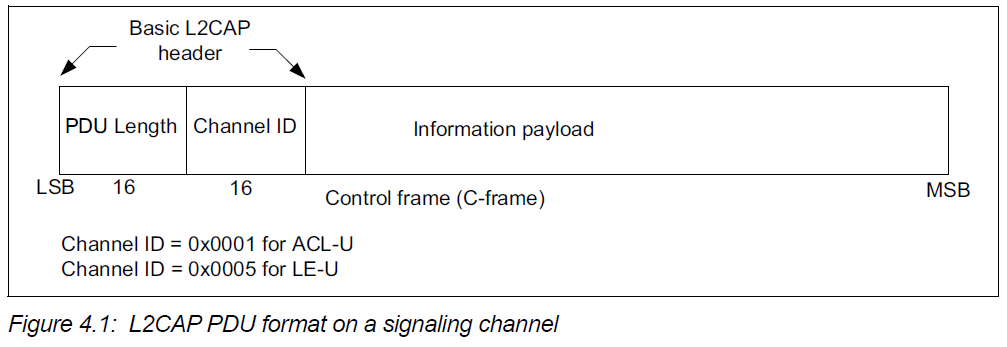 Basic L2CAP
header
PDU Length
Channel ID
Information payload
LSB
16
16
Control frame (C-frame)
MSB
Channel ID = 0x0001 for ACL-U
Channel ID = 0x0005 for LE-U
Figure 4.1: L2CAP PDU format on a signaling channel